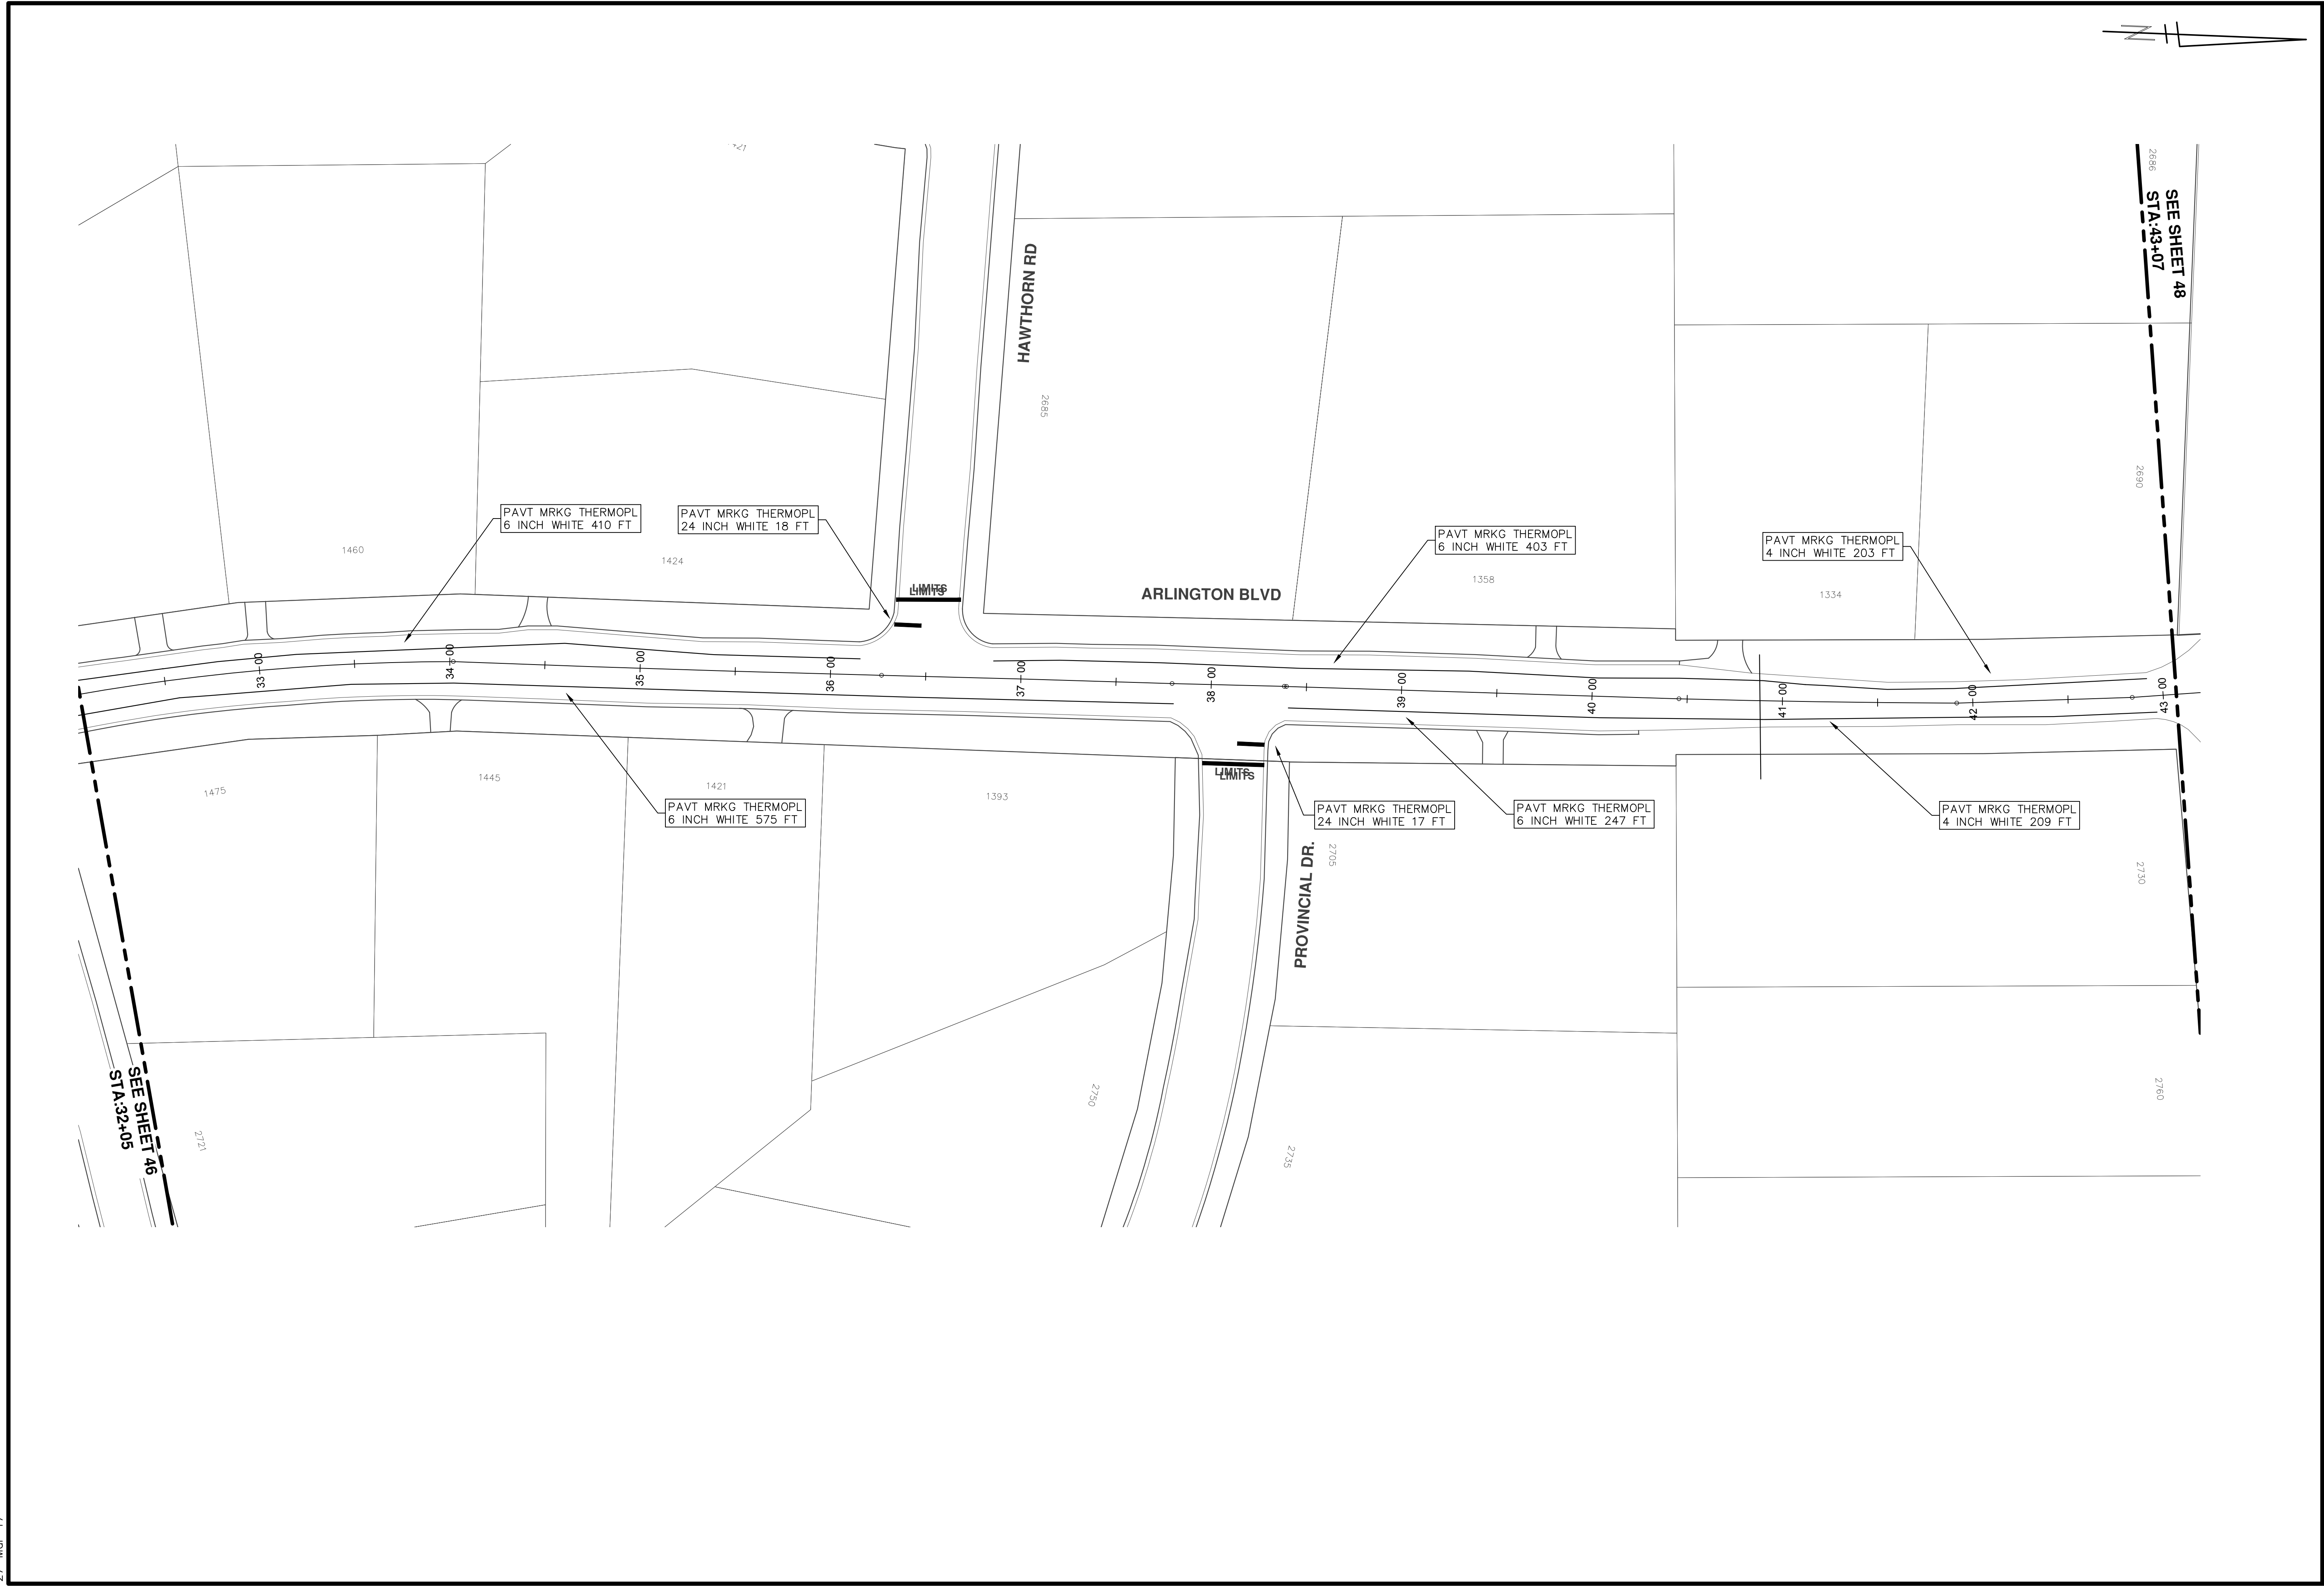 N
SEE SHEET 48
STA:43+07
2686
HAWTHORN RD
2685
2690
PAVT MRKG THERMOPL
6 INCH WHITE 410 FT
PAVT MRKG THERMOPL
24 INCH WHITE 18 FT
PAVT MRKG THERMOPL
6 INCH WHITE 403 FT
PAVT MRKG THERMOPL
4 INCH WHITE 203 FT
1460
1424
1358
1334
LIMITS
LIMITS
ARLINGTON BLVD
33+00
34+00
35+00
36+00
37+00
38+00
39+00
40+00
41+00
42+00
43+00
LIMITS
LIMITS
1475
1445
1421
1393
PAVT MRKG THERMOPL
6 INCH WHITE 575 FT
PAVT MRKG THERMOPL
24 INCH WHITE 17 FT
PAVT MRKG THERMOPL
6 INCH WHITE 247 FT
PAVT MRKG THERMOPL
4 INCH WHITE 209 FT
PROVINCIAL DR.
2705
2730
SEE SHEET 46
STA:32+05
2721
2750
2735
2760